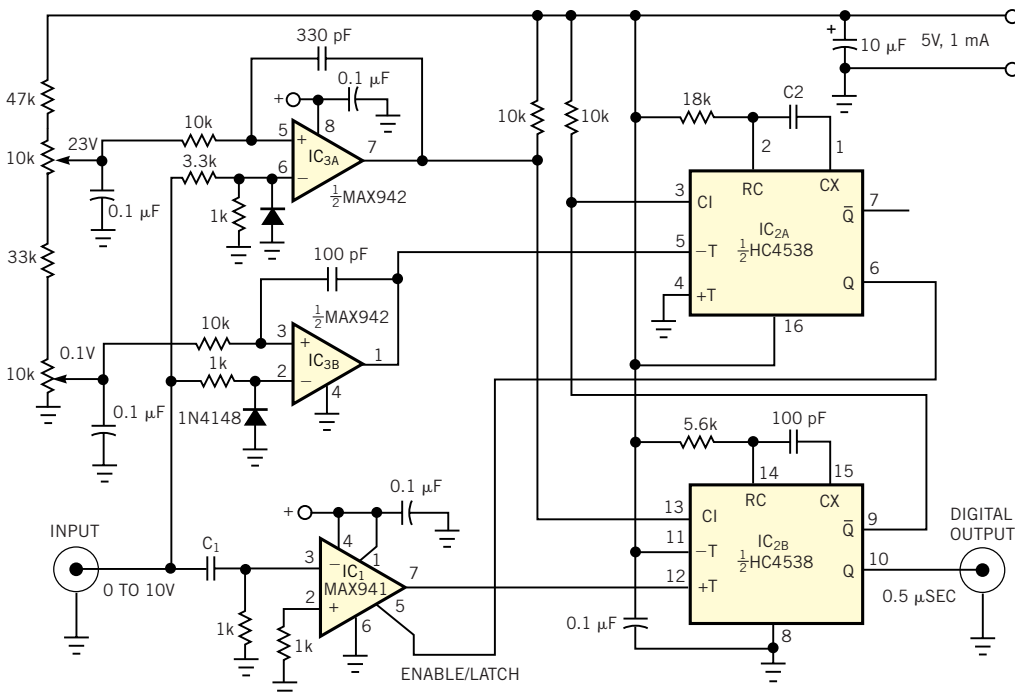 330 pF
0.1 µF
5V, 1 mA
10 µF
+
47k
10k
5
+
8
+
7
10k
10k
18k
C2
10k
23V
3.3k
6
−
IC3A
½MAX942
2
1
RC
CX
3
CI
Q̅
7
0.1 µF
1k
IC2A
½HC4538
33k
100 pF
5
−T
6
Q
4
+T
½MAX942
16
10k
3
+
IC3B
1
10k
0.1V
1k
2
−
4
1N4148
0.1 µF
5.6k
100 pF
14
15
RC
CX
0.1 µF
+
13
CI
Q̅
9
DIGITAL
OUTPUT
INPUT
4
1
11
−T
IC2B
½HC4538
10
Q
C1
3
−
IC1
MAX941
7
12
+T
0 TO 10V
2
+
5
0.5 µSEC
1k
1k
6
0.1 µF
8
ENABLE/LATCH